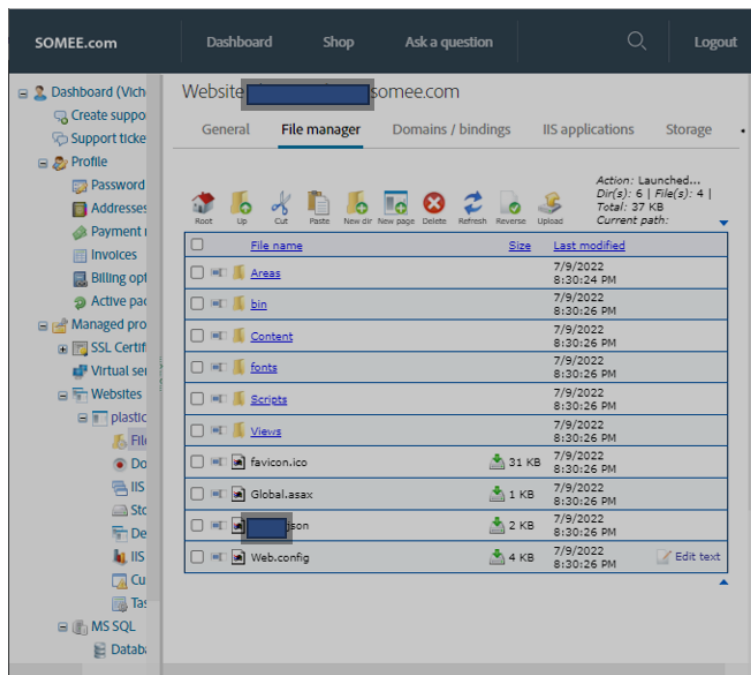 SOMEE.com Dashboard Shop Ask a question Logout
Dashboard (Vich
Create suppo
Support ticke
Profile
Password
Addresses
Payment
Invoices
Billing opt
Active pac
Managed pro
SSL Certifi
Virtual ser
Websites
plastic
File
Do
IIS
Sto
De
IIS
Cu
Tas
MS SQL
Databa
Website somee.com
General File manager Domains / bindings IIS applications Storage
Action: Launched...
Dir(s): 6 | File(s): 4 |
Total: 37 KB
Current path:
Root Up Cut Paste New dir New page Delete Refresh Reverse Upload
File name Size Last modified
Areas 7/9/2022
8:30:24 PM
bin 7/9/2022
8:30:26 PM
Content 7/9/2022
8:30:26 PM
fonts 7/9/2022
8:30:26 PM
Scripts 7/9/2022
8:30:26 PM
Views 7/9/2022
8:30:26 PM
favicon.ico 31 KB 7/9/2022
8:30:26 PM
Global.asax 1 KB 7/9/2022
8:30:26 PM
json 2 KB 7/9/2022
8:30:26 PM
Web.config 4 KB 7/9/2022
8:30:26 PM Edit text